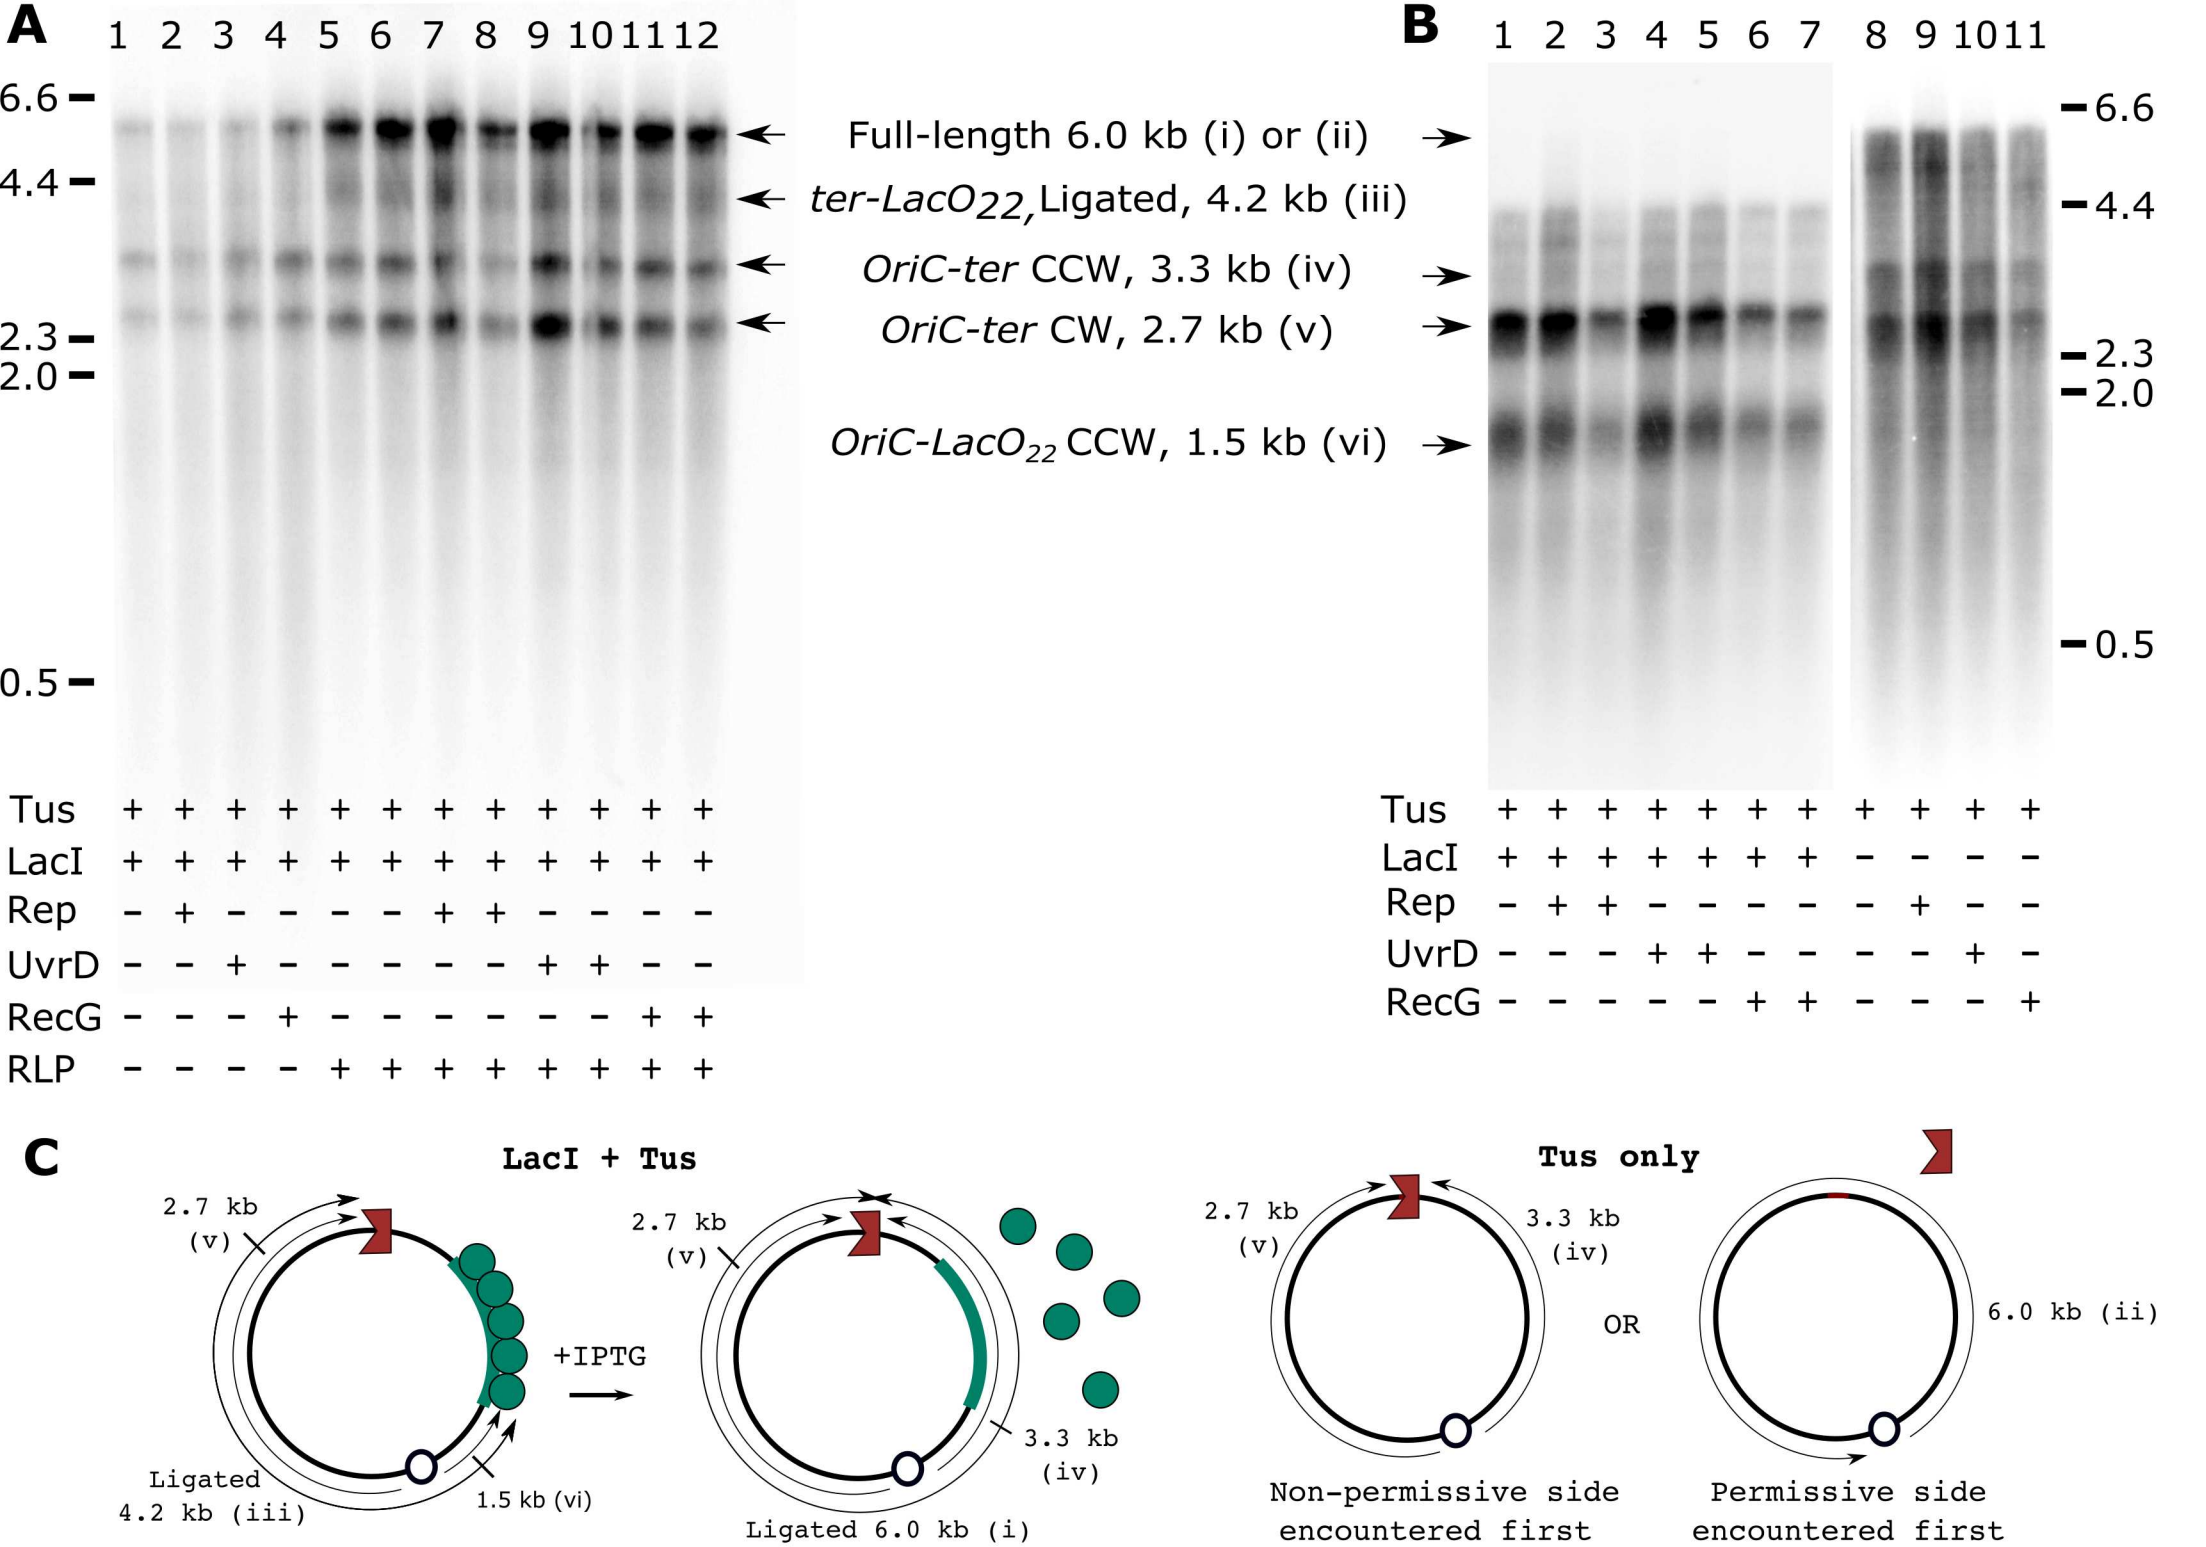 A
1 2 3 4 5 6 7 8 9 10 11 12
6.6
4.4
2.3
2.0
0.5
Tus + + + + + + + + + + + +
LacI + + + + + + + + + + + +
Rep − + − − − − + + − − − −
UvrD − − + − − − − − + + − −
RecG − − − + − − − − − − + +
RLP − − − − + + + + + + + +
Full-length 6.0 kb (i) or (ii)
ter-LacO22,Ligated, 4.2 kb (iii)
OriC-ter CCW, 3.3 kb (iv)
OriC-ter CW, 2.7 kb (v)
OriC-LacO22 CCW, 1.5 kb (vi)
B
1 2 3 4 5 6 7 8 9 10 11
6.6
4.4
2.3
2.0
0.5
Tus + + + + + + + + + + +
LacI + + + + + + + − − − −
Rep − + + − − − − − + − −
UvrD − − − + + − − − − + −
RecG − − − − − + + − − − +
C
LacI + Tus
2.7 kb
(v)
Ligated
4.2 kb (iii)
1.5 kb (vi)
+IPTG
2.7 kb
(v)
3.3 kb
(iv)
Ligated 6.0 kb (i)
Tus only
2.7 kb
(v)
3.3 kb
(iv)
Non-permissive side
encountered first
OR
6.0 kb (ii)
Permissive side
encountered first